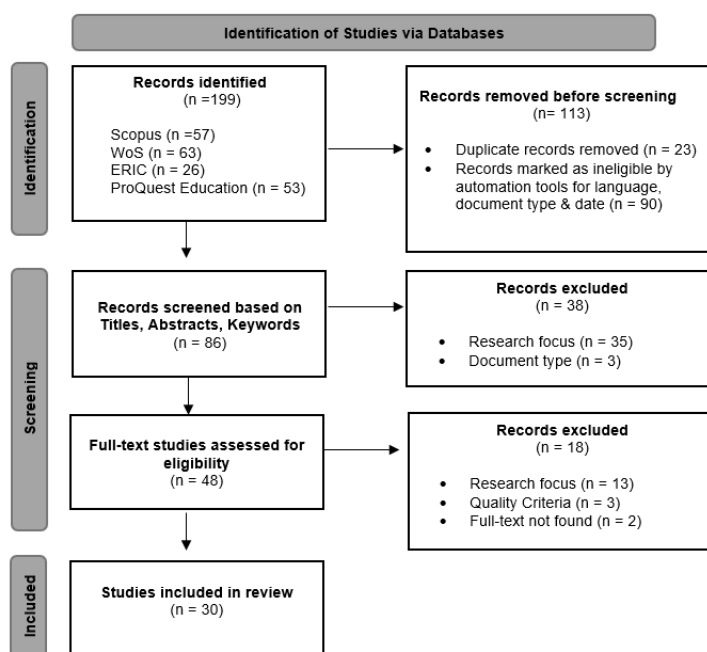 Identification of Studies via Databases
Identification
Records identified
(n =199)
Scopus (n =57)
WoS (n = 63)
ERIC (n = 26)
ProQuest Education (n = 53)
Records removed before screening
(n= 113)
• Duplicate records removed (n = 23)
• Records marked as ineligible by
automation tools for language,
document type & date (n = 90)
Screening
Records screened based on
Titles, Abstracts, Keywords
(n = 86)
Records excluded
(n = 38)
• Research focus (n = 35)
• Document type (n = 3)
Full-text studies assessed for
eligibility
(n = 48)
Records excluded
(n = 18)
• Research focus (n = 13)
• Quality Criteria (n = 3)
• Full-text not found (n = 2)
Included
Studies included in review
(n = 30)